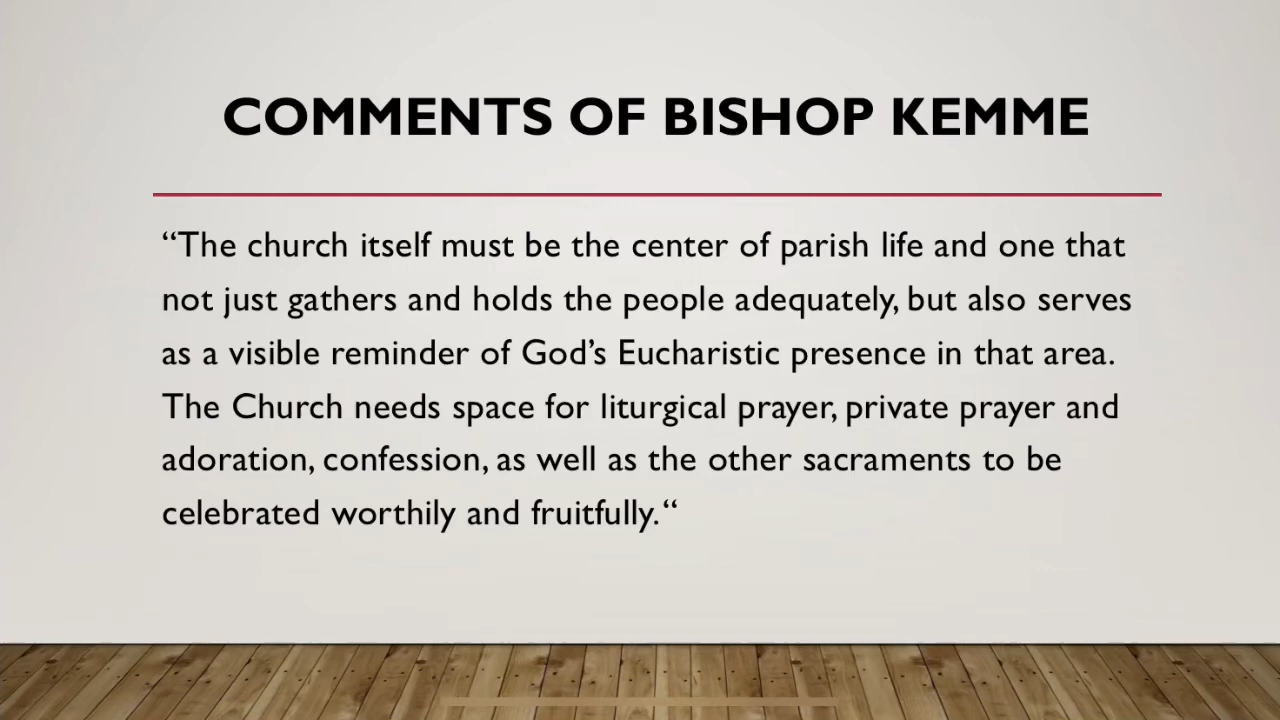 COMMENTS OF BISHOP KEMME
“The church itself must be the center of parish life and one that
not just gathers and holds the people adequately, but also serves
as a visible reminder of God’s Eucharistic presence in that area.
The Church needs space for liturgical prayer, private prayer and
adoration, confession, as well as the other sacraments to be
celebrated worthily and fruitfully.“